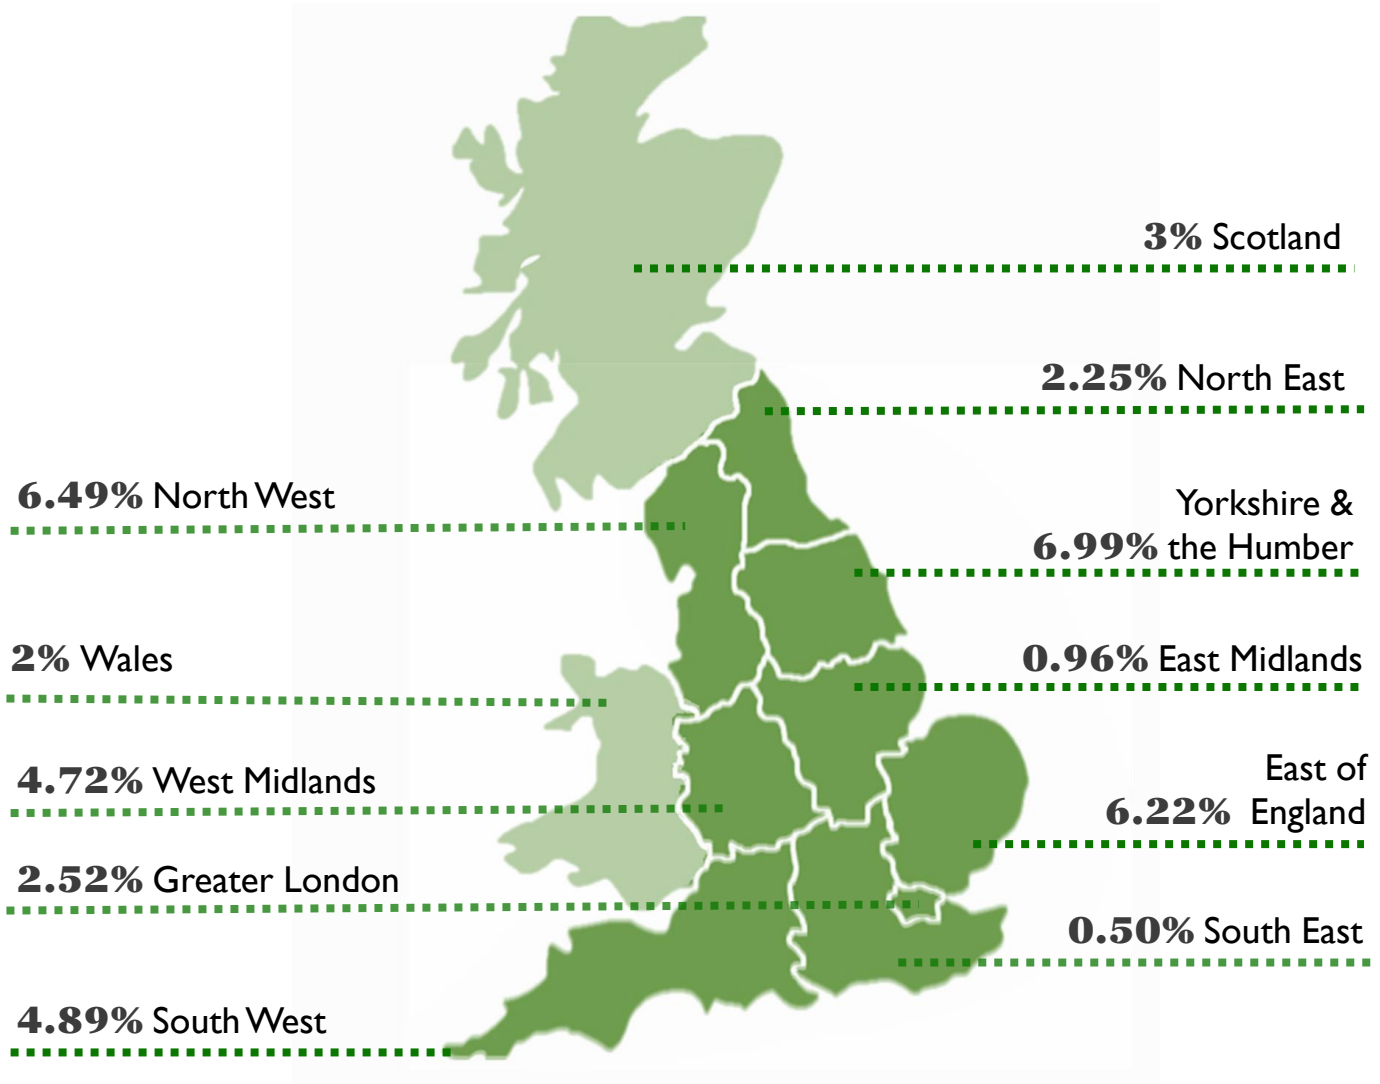 3% Scotland
2.25% North East
6.49% North West
Yorkshire &
6.99% the Humber
2% Wales
0.96% East Midlands
4.72% West Midlands
East of
6.22% England
2.52% Greater London
0.50% South East
4.89% South West